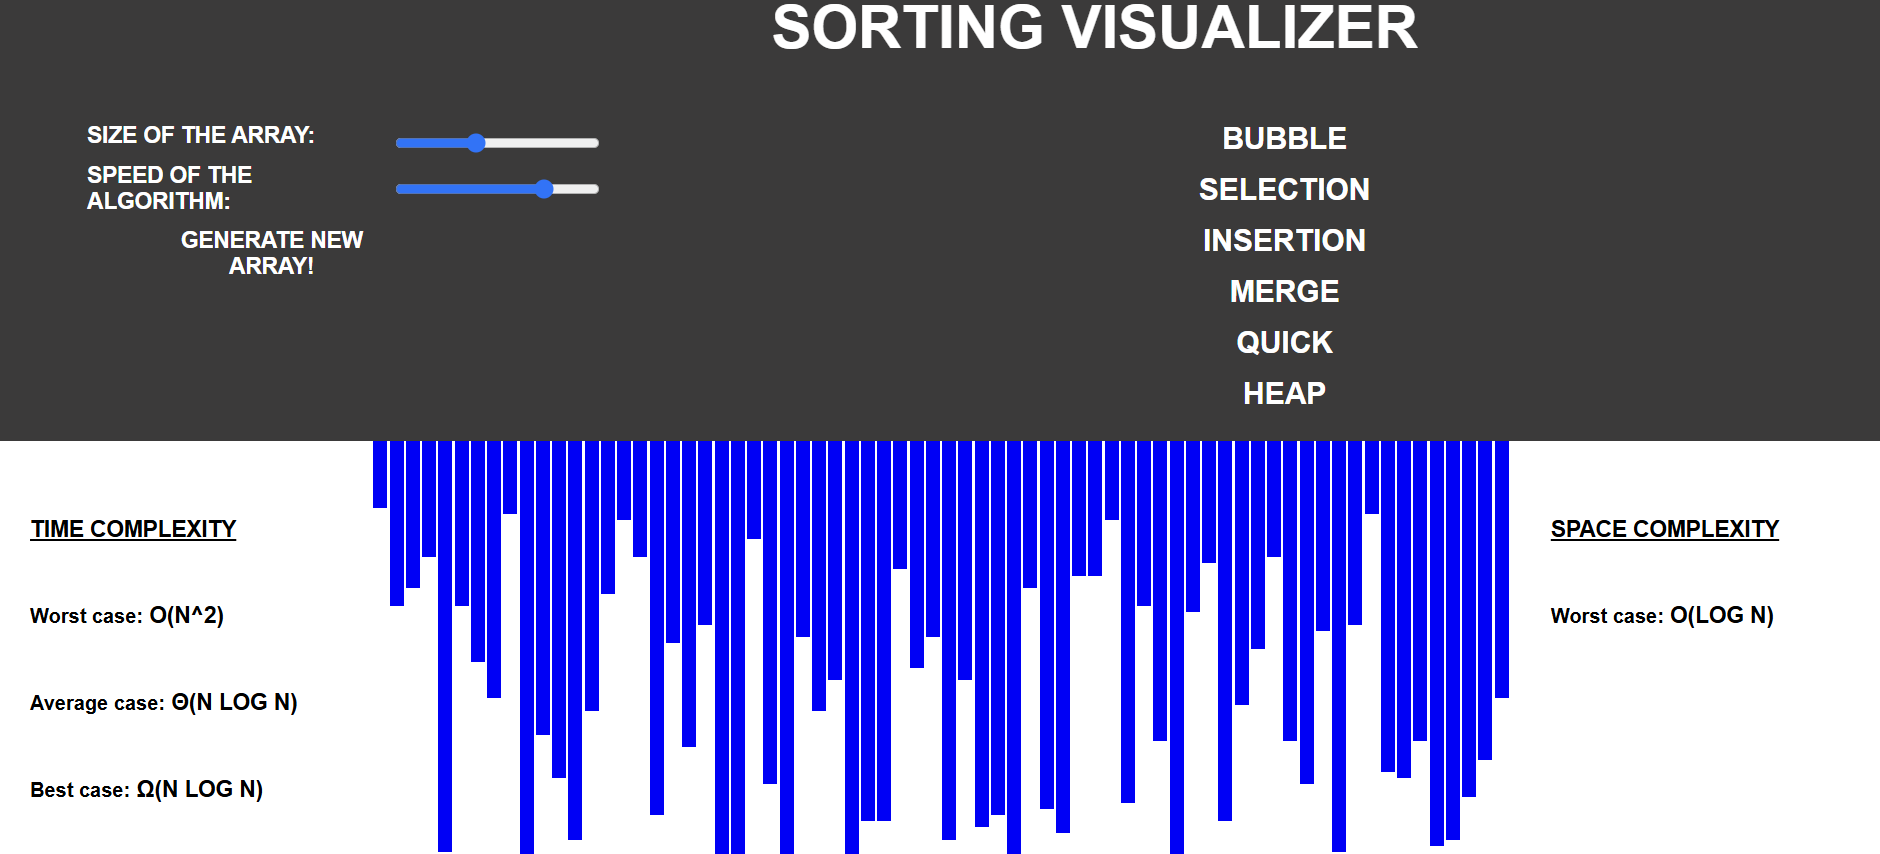 SORTING VISUALIZER
SIZE OF THE ARRAY:
SPEED OF THE
ALGORITHM:
GENERATE NEW
ARRAY!
BUBBLE
SELECTION
INSERTION
MERGE
QUICK
HEAP
TIME COMPLEXITY
Worst case: O(N^2)
Average case: Θ(N LOG N)
Best case: Ω(N LOG N)
SPACE COMPLEXITY
Worst case: O(LOG N)